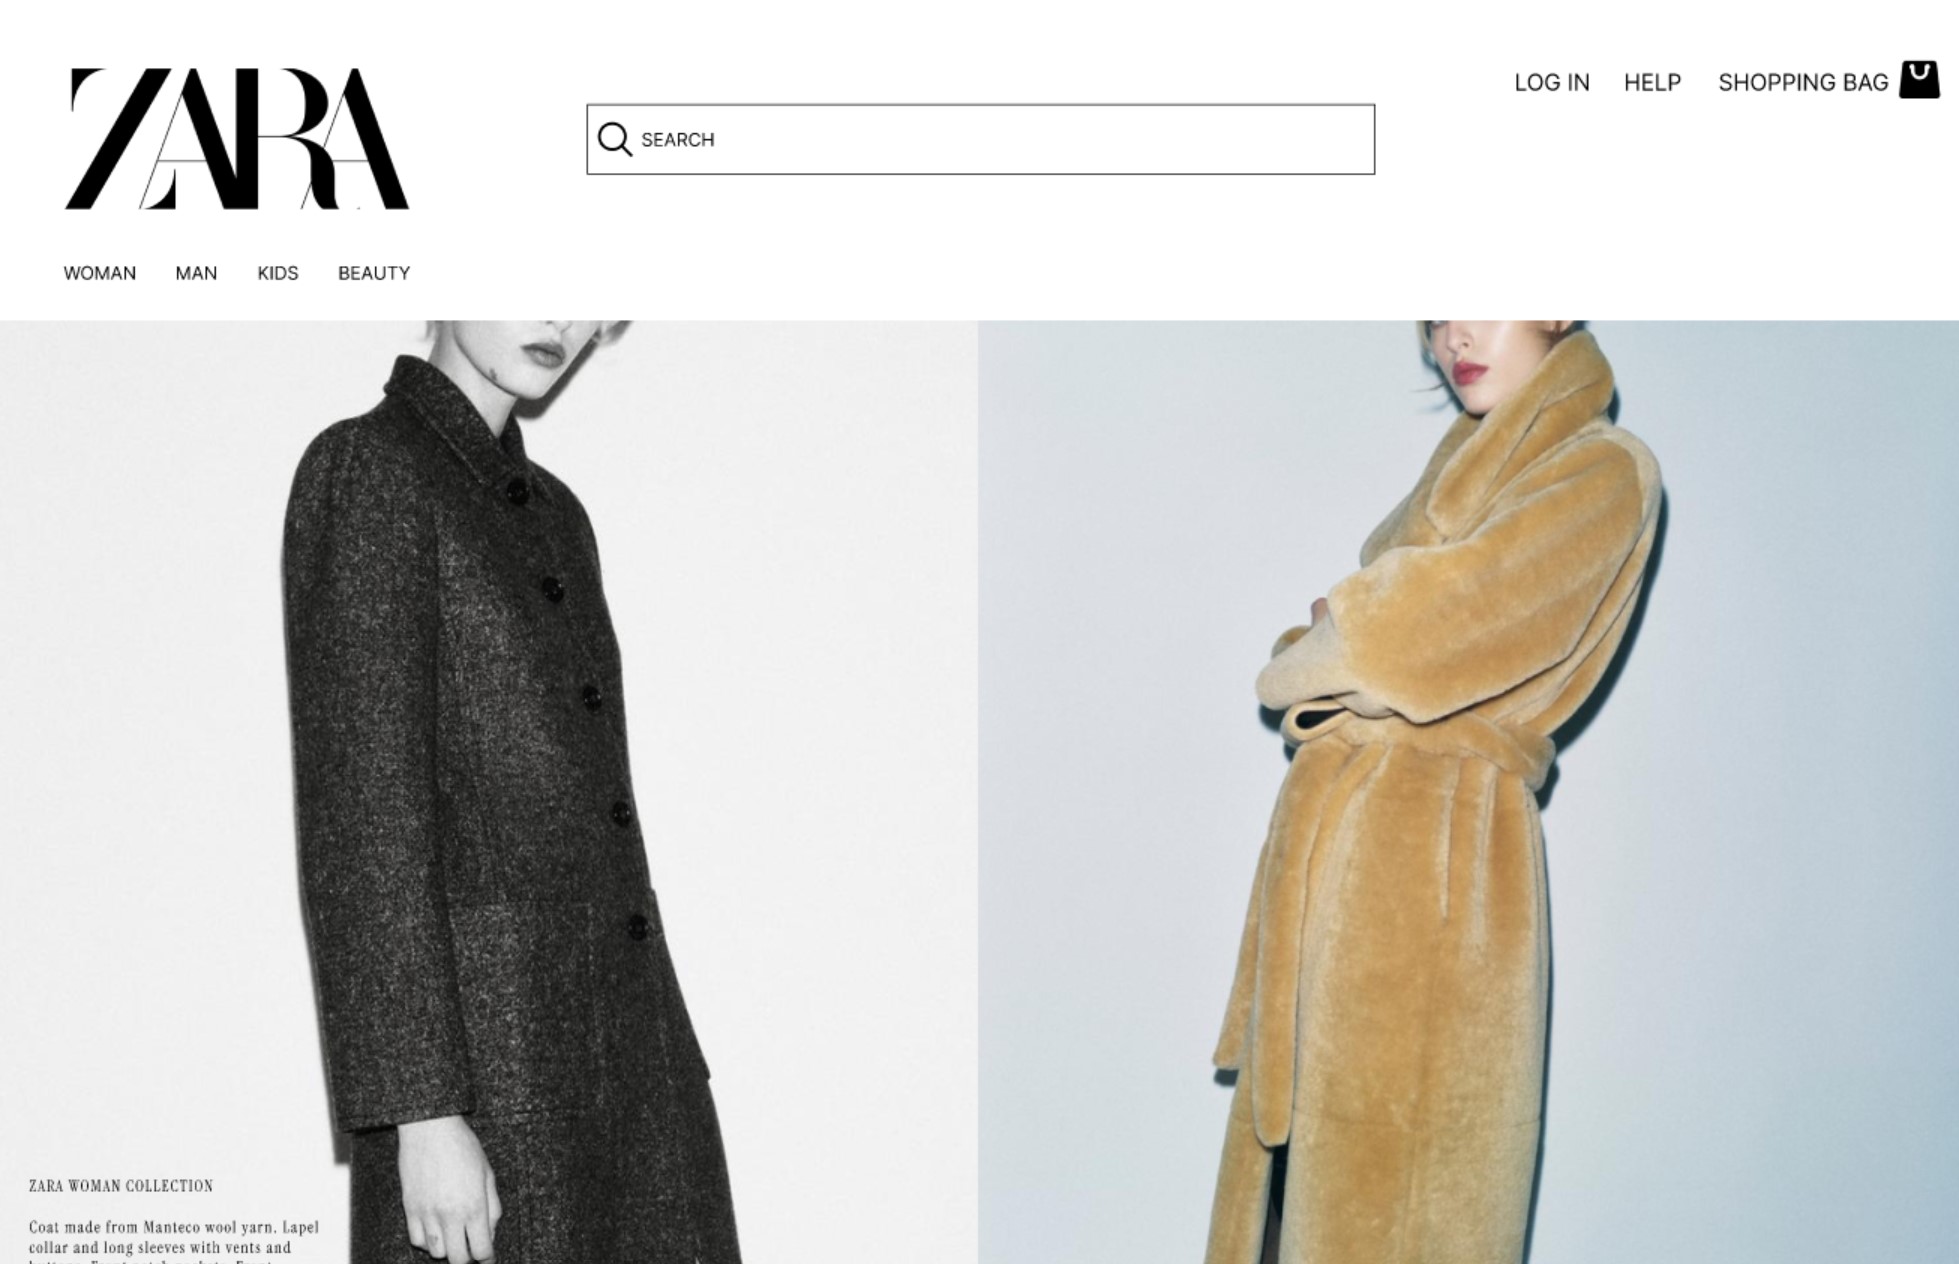 ZARA
LOG IN HELP SHOPPING BAG
SEARCH
WOMAN MAN KIDS BEAUTY
ZARA WOMAN COLLECTION
Coat made from Manteco wool yarn. Lapel
collar and long sleeves with vents and